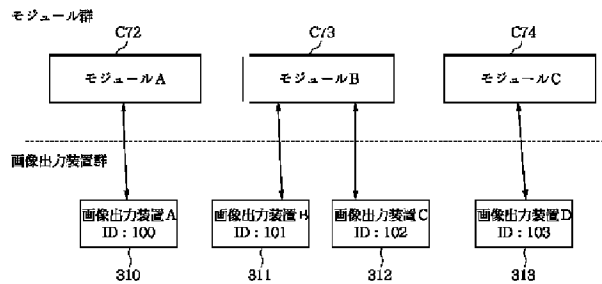 モジュール群
C72 C73 C74
モジュールA モジュールB モジュールC
画像出力装置群
画像出力装置A 画像出力装置B 画像出力装置C 画像出力装置D
ID：100 ID：101 ID：102 ID：103
310 311 312 313